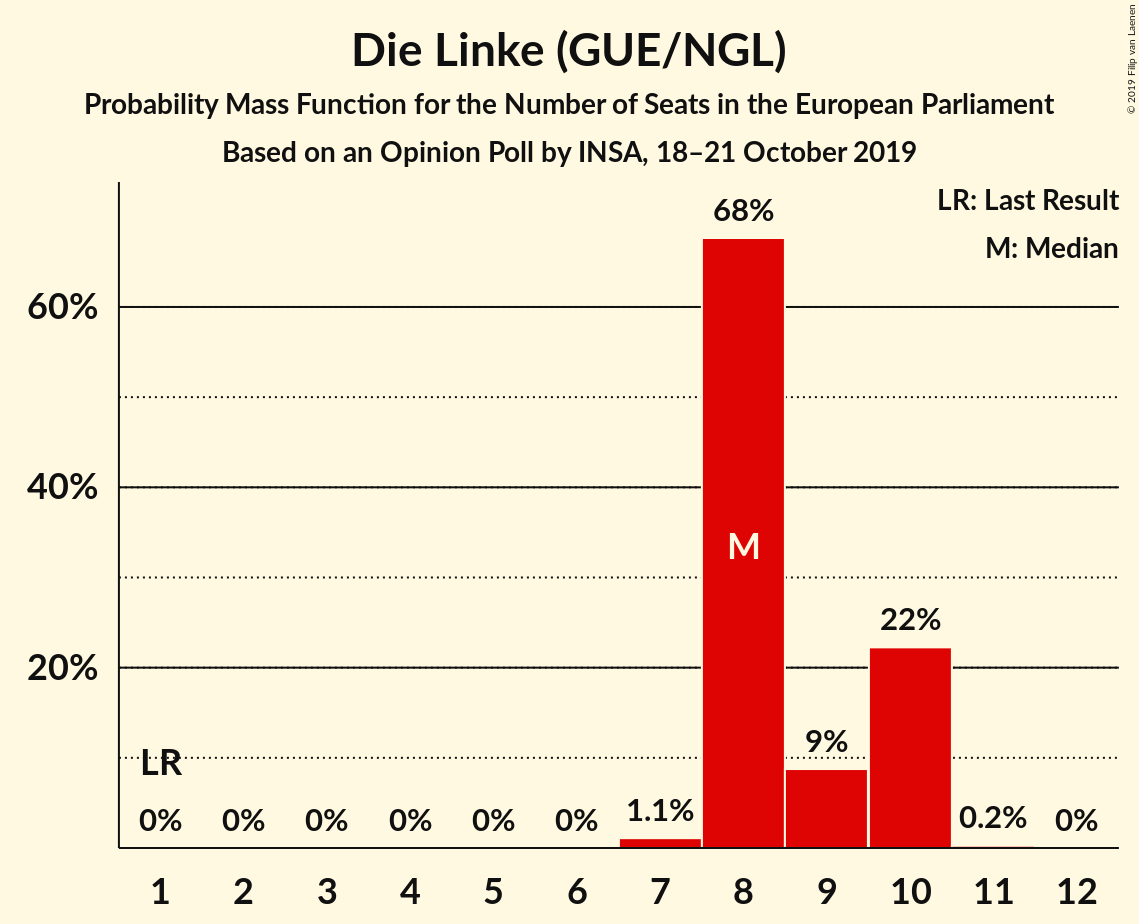 Die Linke (GUE/NGL)
Probability Mass Function for the Number of Seats in the European Parliament
Based on an Opinion Poll by INSA, 18–21 October 2019
© 2019 Filip van Laenen
LR: Last Result
M: Median
68%
60%
40%
M
22%
20%
9%
LR
0% 0% 0% 0% 0% 0% 1.1% 0.2% 0%
1 2 3 4 5 6 7 8 9 10 11 12